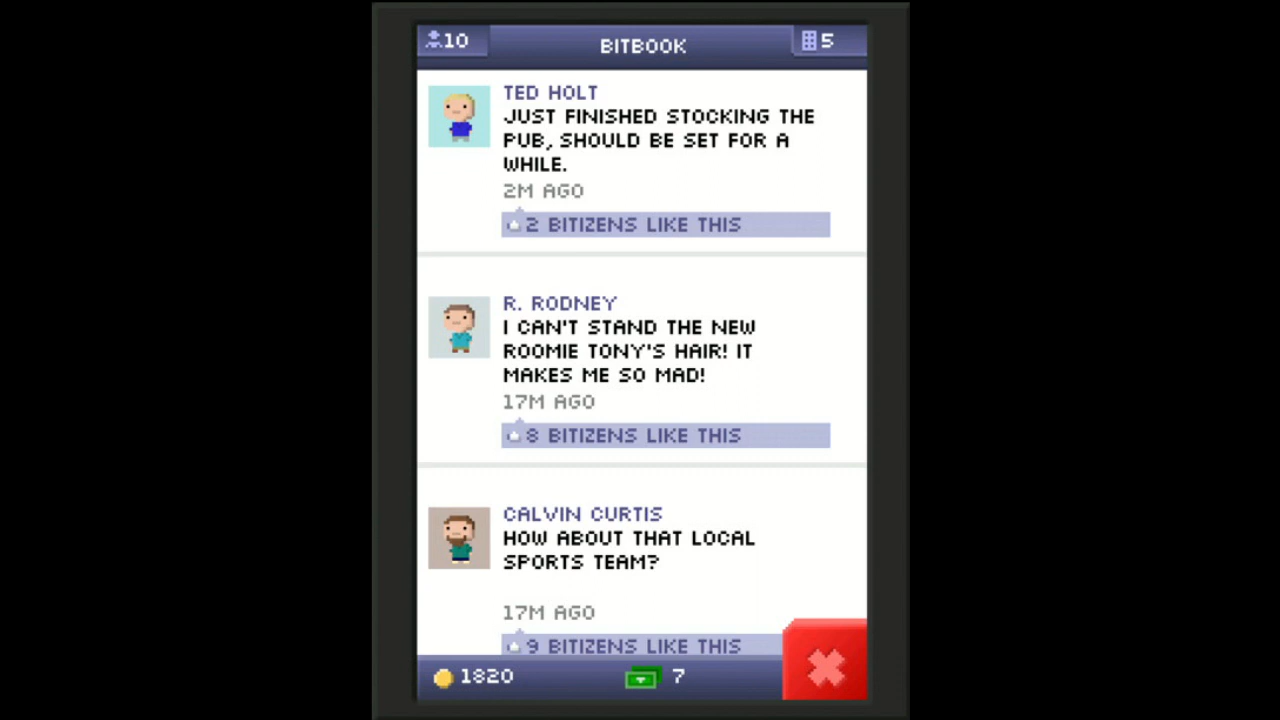 10
BITBOOK
5
TED HOLT
JUST FINISHED STOCKING THE
PUB, SHOULD BE SET FOR A
WHILE.
2M AGO
2 BITIZENS LIKE THIS
R. RODNEY
I CAN'T STAND THE NEW
ROOMIE TONY'S HAIR! IT
MAKES ME SO MAD!
17M AGO
8 BITIZENS LIKE THIS
CALVIN CURTIS
HOW ABOUT THAT LOCAL
SPORTS TEAM?
17M AGO
9 BITIZENS LIKE THIS
1820
7